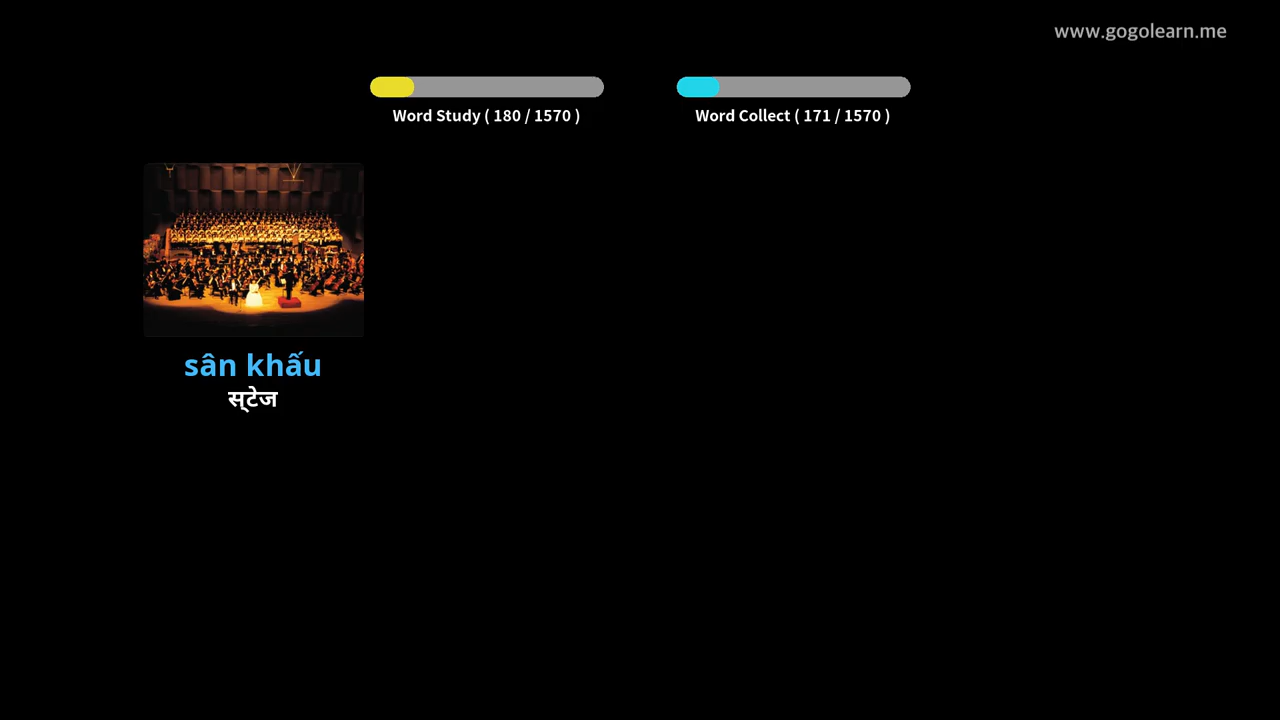 www.gogolearn.me
Word Study ( 180 / 1570 )
Word Collect ( 171 / 1570 )
sân khấu
स्टेज